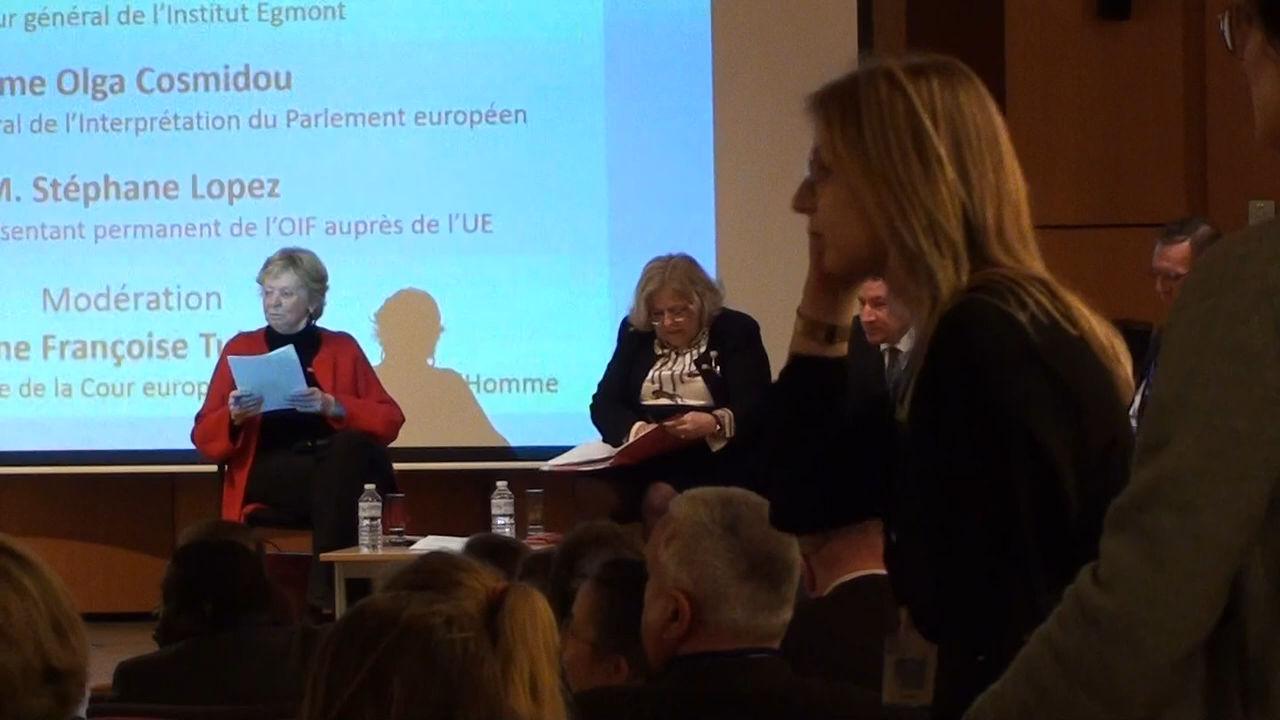 ur général de l'Institut Egmont
me Olga Cosmidou
ral de l'Interprétation du Parlement européen
M. Stéphane Lopez
sentant permanent de l'OIF auprès de l'UE
Modération
ne Françoise Tu
e de la Cour europ Homme